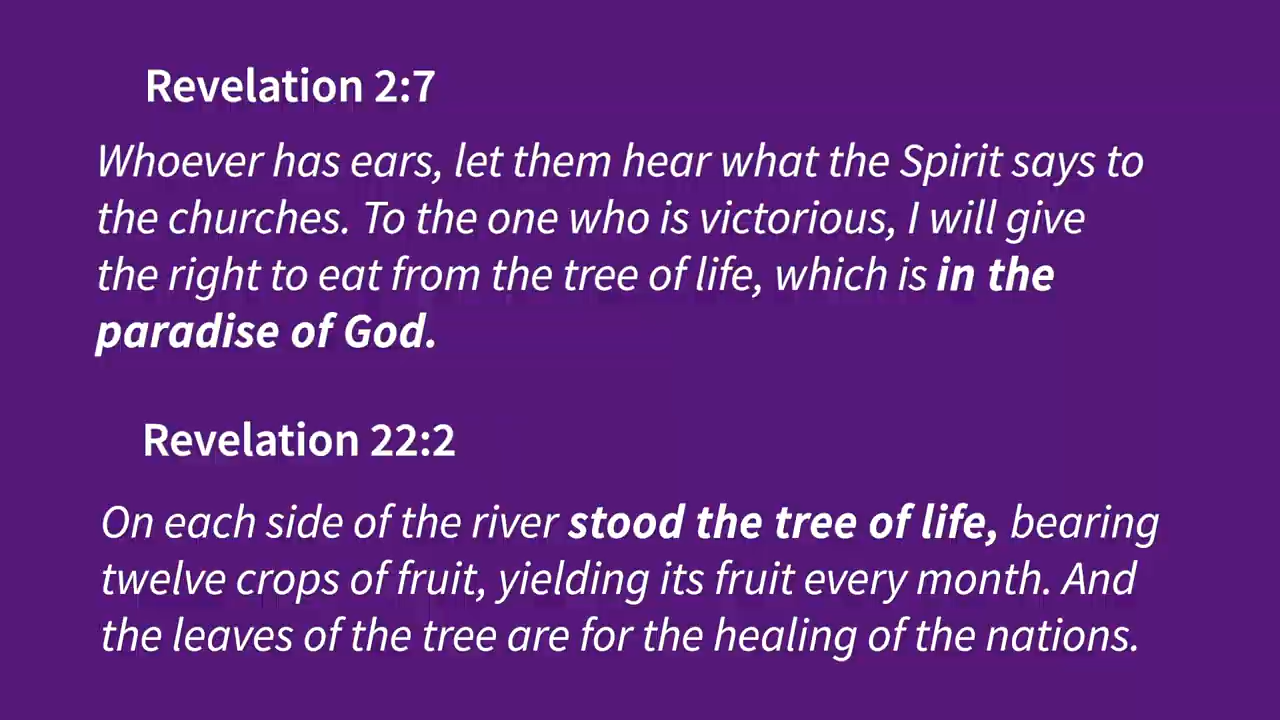 Revelation 2:7
Whoever has ears, let them hear what the Spirit says to
the churches. To the one who is victorious, I will give
the right to eat from the tree of life, which is in the
paradise of God.
Revelation 22:2
On each side of the river stood the tree of life, bearing
twelve crops of fruit, yielding its fruit every month. And
the leaves of the tree are for the healing of the nations.